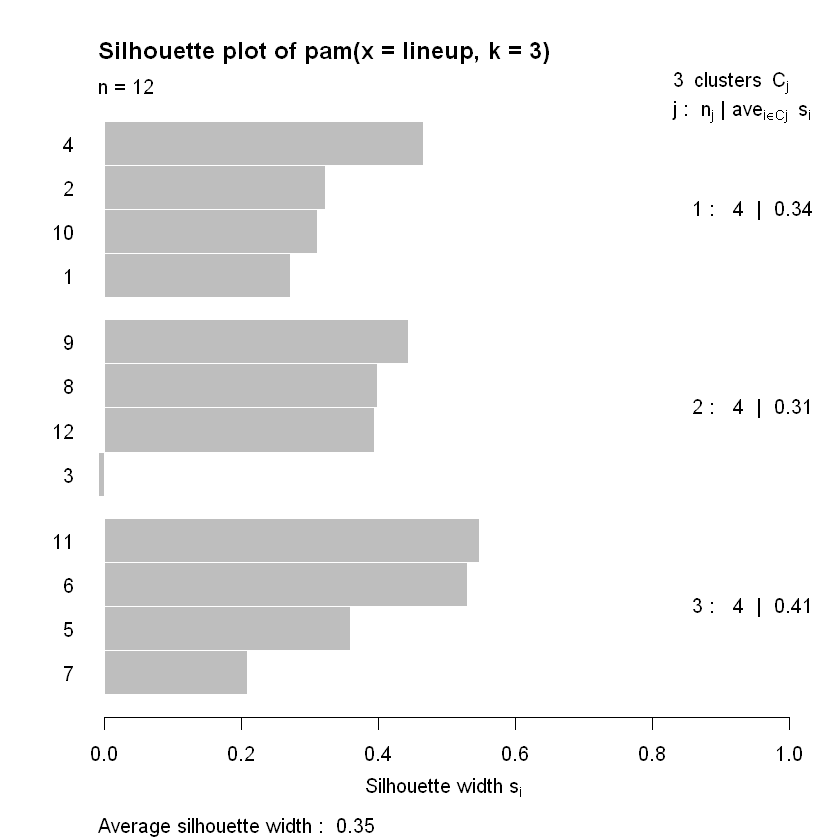 Silhouette plot of pam(x = lineup, k = 3)
n = 12
3 clusters Cj
j : nj | avei∈Cj si
4
2
10
1
1 : 4 | 0.34
9
8
12
3
2 : 4 | 0.31
11
6
5
7
3 : 4 | 0.41
0.0 0.2 0.4 0.6 0.8 1.0
Silhouette width si
Average silhouette width : 0.35